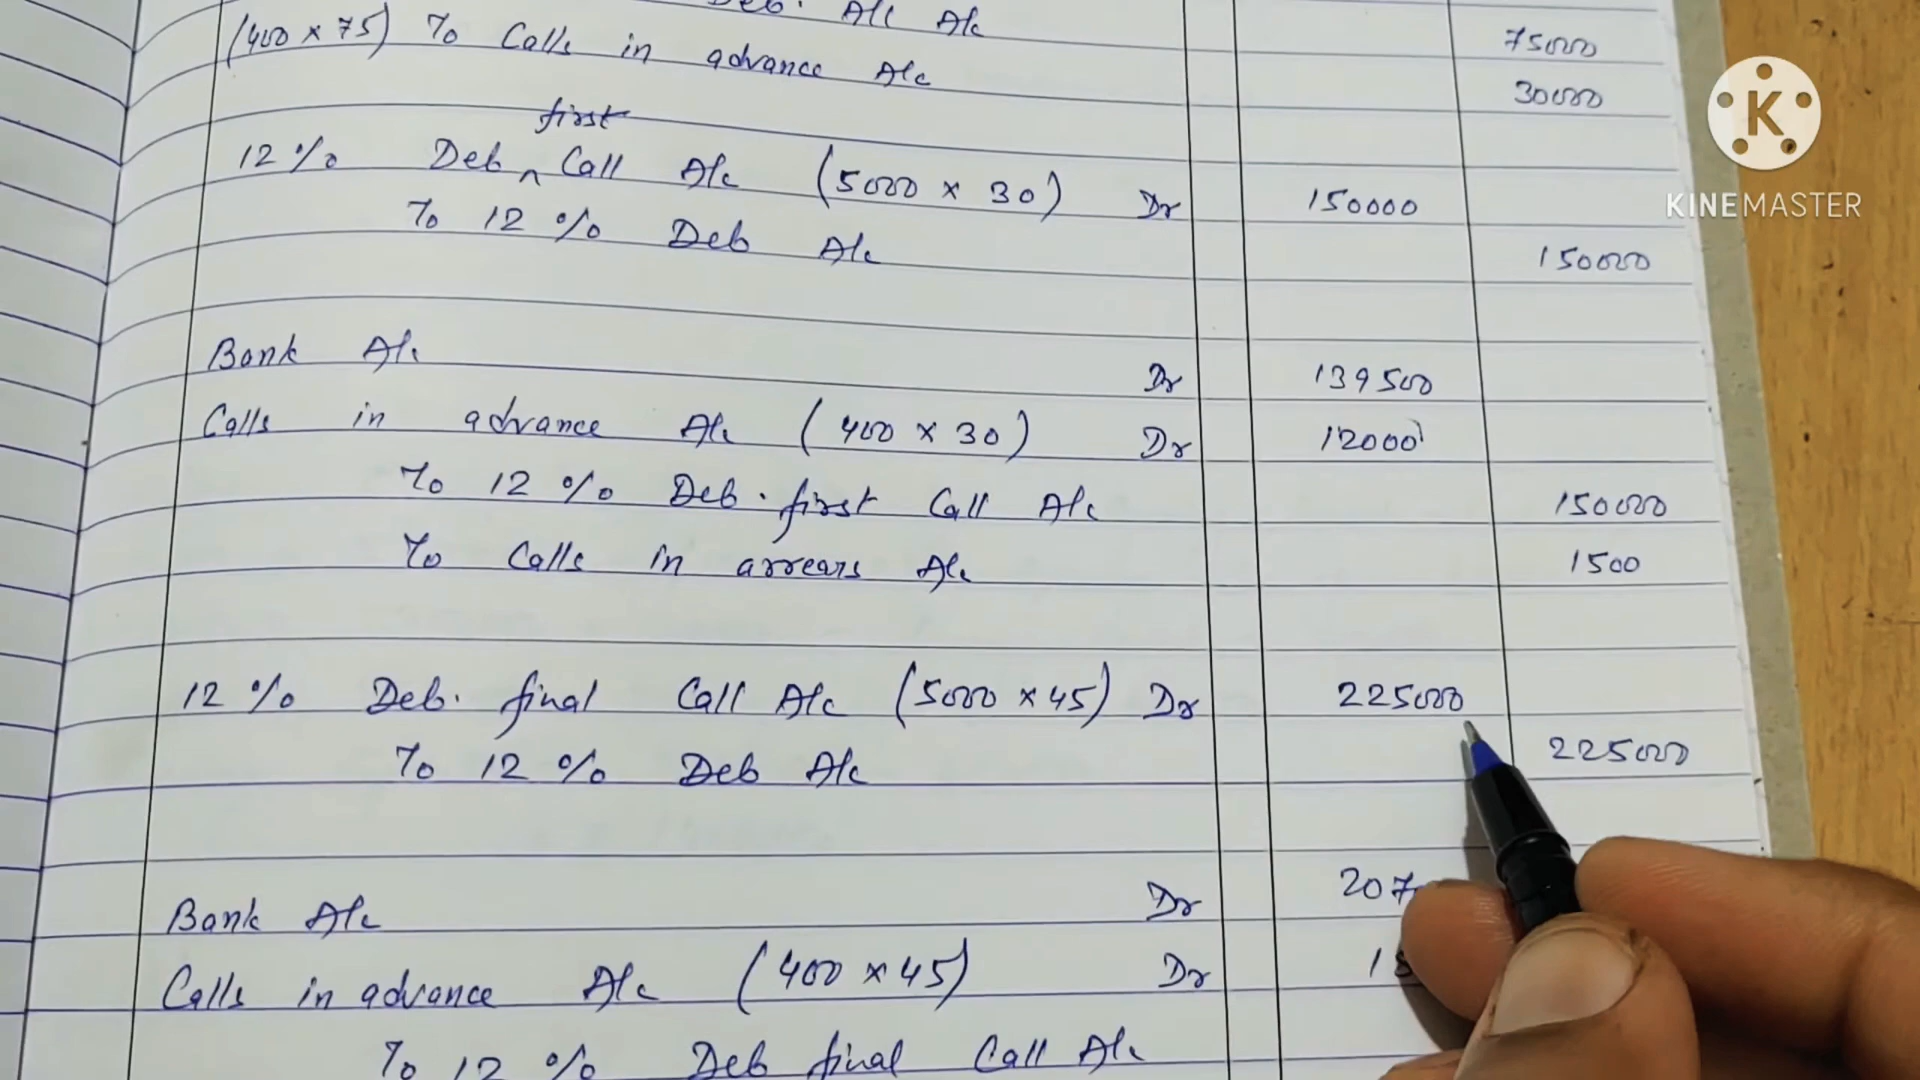 Deb. All A/c 75000
(400 × 75) To Calls in advance A/c 30000
first
12 % Deb ^ Call A/c (5000 × 30) Dr 150000
To 12 % Deb A/c 150000
Bank A/c Dr 139500
Calls in advance A/c (400 × 30) Dr 12000
To 12 % Deb. first Call A/c 150000
To Calls in arrears A/c 1500
12 % Deb. final Call A/c (5000 × 45) Dr 225000
To 12 % Deb A/c 225000
Bank A/c Dr 207
Calls in advance A/c (400 × 45) Dr
To 12 % Deb final Call A/c
K
KINEMASTER